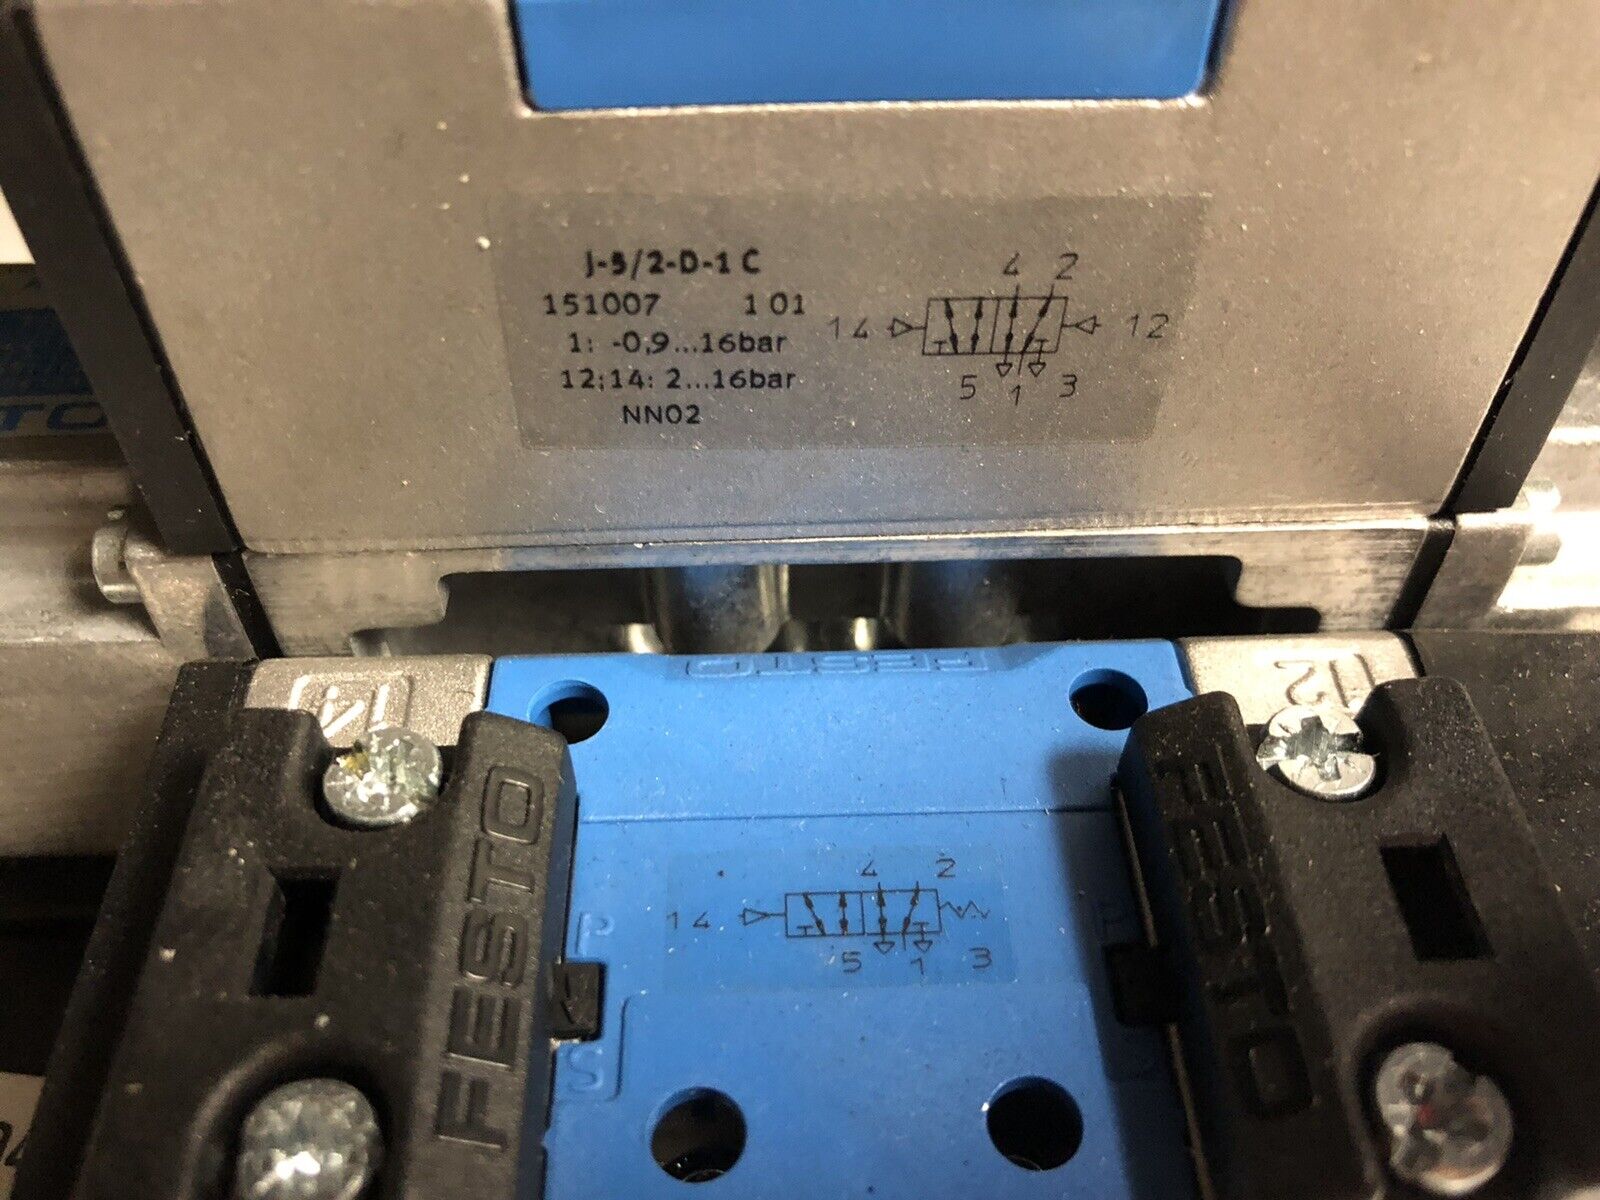 J-5/2-D-1 C
151007 1 01
1: -0,9...16bar
12;14: 2...16bar
NN02
4 2
14 12
5 1 3
FESTO
14
12
FESTO
FESTO
4 2
14
5 1 3
P
S
P